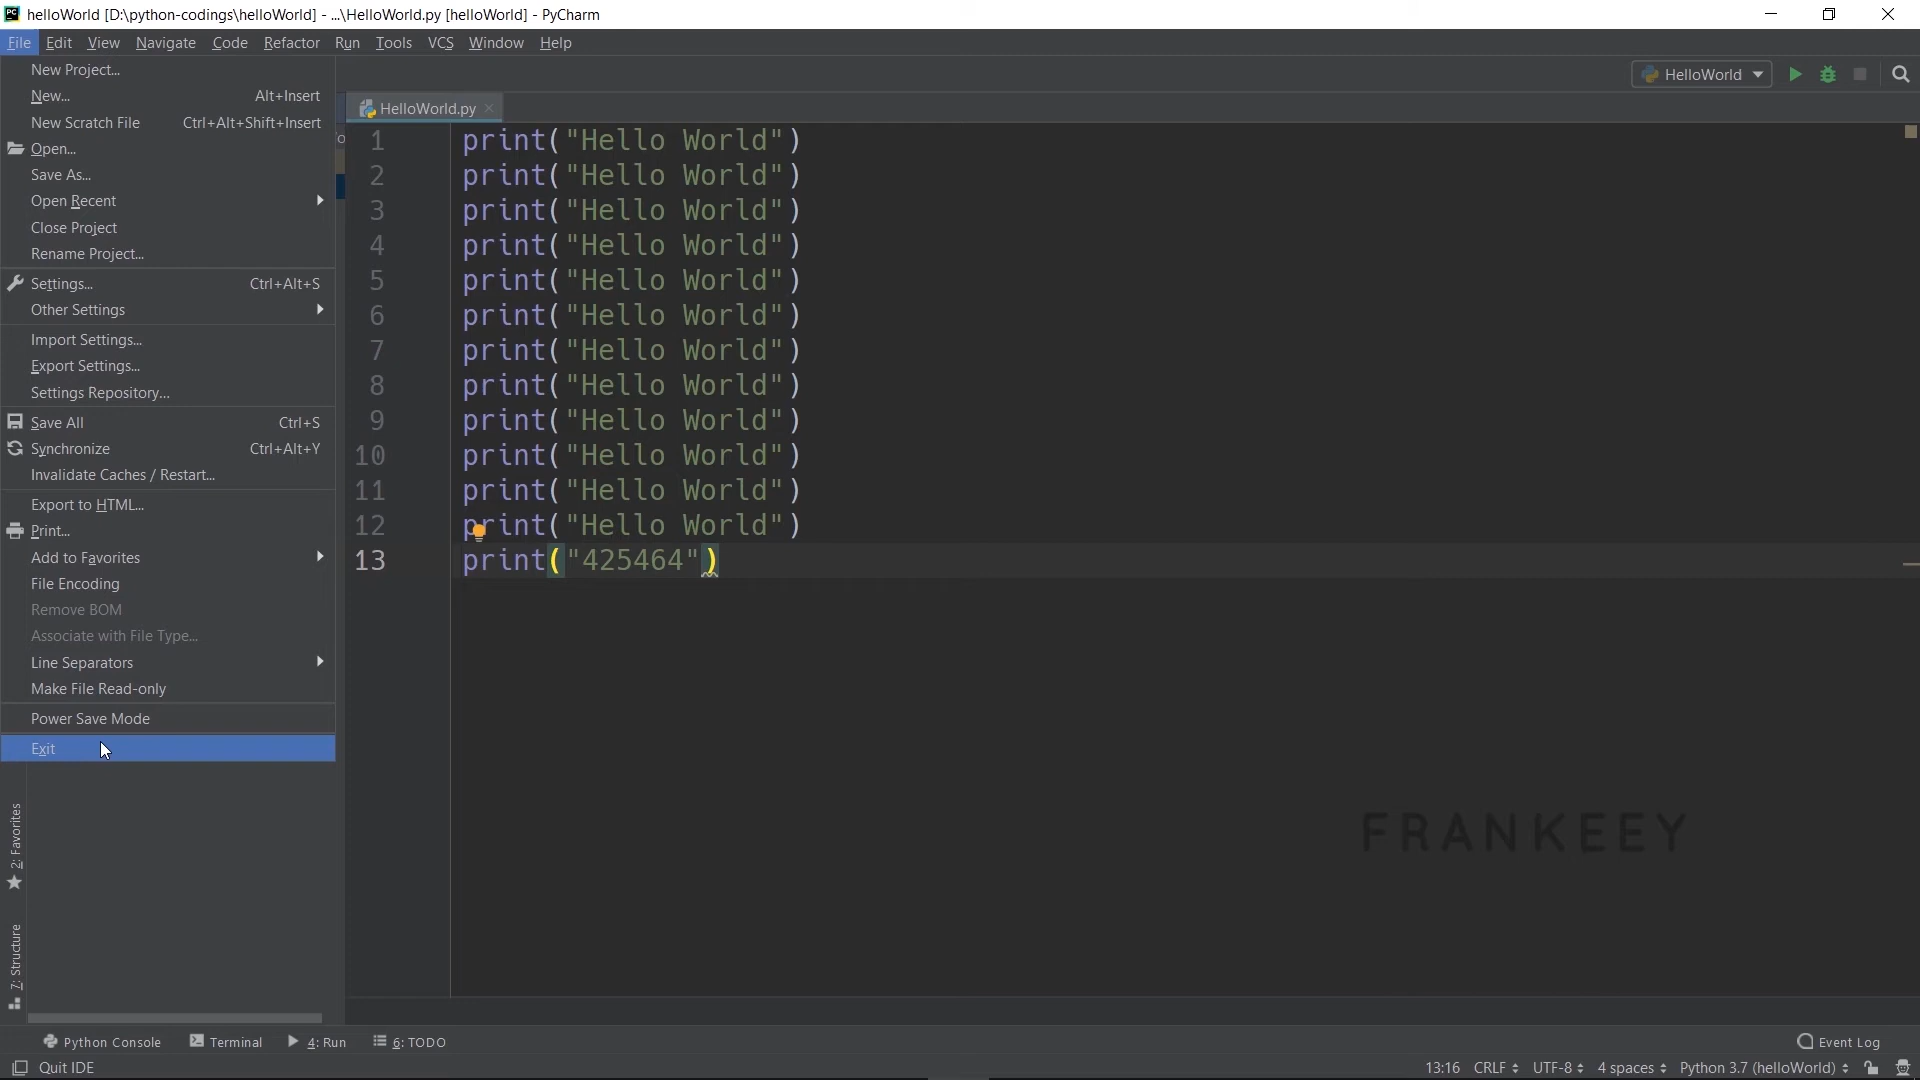 helloWorld [D:\python-codings\helloWorld] - ...\HelloWorld.py [helloWorld] - PyCharm
File Edit View Navigate Code Refactor Run Tools VCS Window Help
HelloWorld
New Project...
New... Alt+Insert
New Scratch File Ctrl+Alt+Shift+Insert
Open...
Save As...
Open Recent
Close Project
Rename Project...
Settings... Ctrl+Alt+S
Other Settings
Import Settings...
Export Settings...
Settings Repository...
Save All Ctrl+S
Synchronize Ctrl+Alt+Y
Invalidate Caches / Restart...
Export to HTML...
Print...
Add to Favorites
File Encoding
Remove BOM
Associate with File Type...
Line Separators
Make File Read-only
Power Save Mode
Exit
HelloWorld.py
1 print("Hello World")
2 print("Hello World")
3 print("Hello World")
4 print("Hello World")
5 print("Hello World")
6 print("Hello World")
7 print("Hello World")
8 print("Hello World")
9 print("Hello World")
10 print("Hello World")
11 print("Hello World")
12 print("Hello World")
13 print("425464")
FRANKEEY
2: Favorites
7: Structure
Python Console Terminal 4: Run 6: TODO Event Log
Quit IDE 13:16 CRLF UTF-8 4 spaces Python 3.7 (helloWorld)